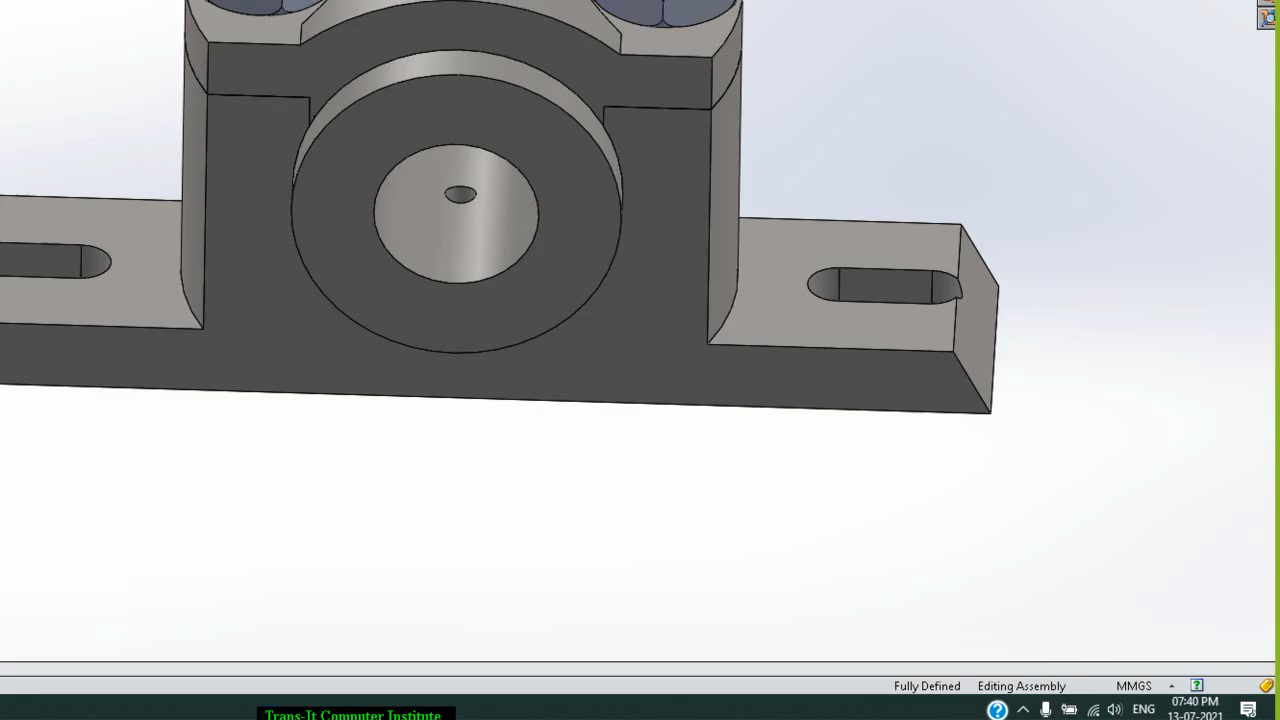 Fully Defined Editing Assembly MMGS
Trans-It Computer Institute
ENG
07:40 PM
13-07-2021